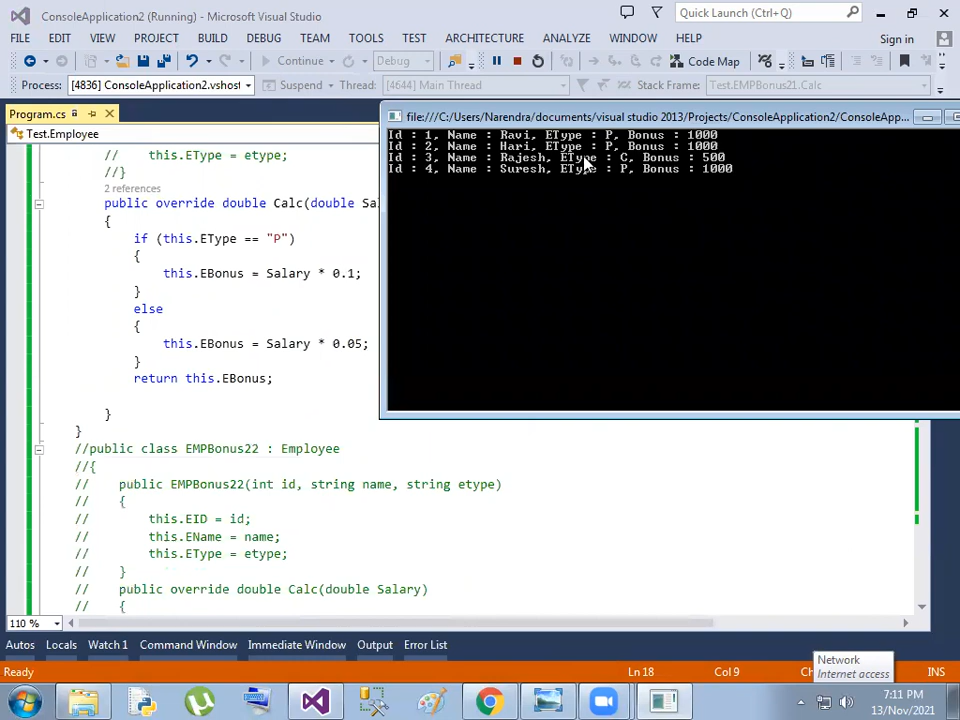 ConsoleApplication2 (Running) - Microsoft Visual Studio
Quick Launch (Ctrl+Q)
FILE EDIT VIEW PROJECT BUILD DEBUG TEAM TOOLS TEST ARCHITECTURE ANALYZE WINDOW HELP
Sign in
Continue Debug Code Map
Process: [4836] ConsoleApplication2.vshost Suspend Thread: [4644] Main Thread Stack Frame: Test.EMPBonus21.Calc
Program.cs
file:///C:/Users/Narendra/documents/visual studio 2013/Projects/ConsoleApplication2/ConsoleApp...
Test.Employee
Id : 1, Name : Ravi, EType : P, Bonus : 1000
Id : 2, Name : Hari, EType : P, Bonus : 1000
Id : 3, Name : Rajesh, EType : C, Bonus : 500
Id : 4, Name : Suresh, EType : P, Bonus : 1000
// this.EType = etype;
//}
2 references
public override double Calc(double Sal
{
if (this.EType == "P")
{
this.EBonus = Salary * 0.1;
}
else
{
this.EBonus = Salary * 0.05;
}
return this.EBonus;
}
}
//public class EMPBonus22 : Employee
//{
// public EMPBonus22(int id, string name, string etype)
// {
// this.EID = id;
// this.EName = name;
// this.EType = etype;
// }
// public override double Calc(double Salary)
// {
110 %
Autos Locals Watch 1 Command Window Immediate Window Output Error List
Ready Ln 18 Col 9 Ch INS
Network
Internet access
7:11 PM
13/Nov/2021